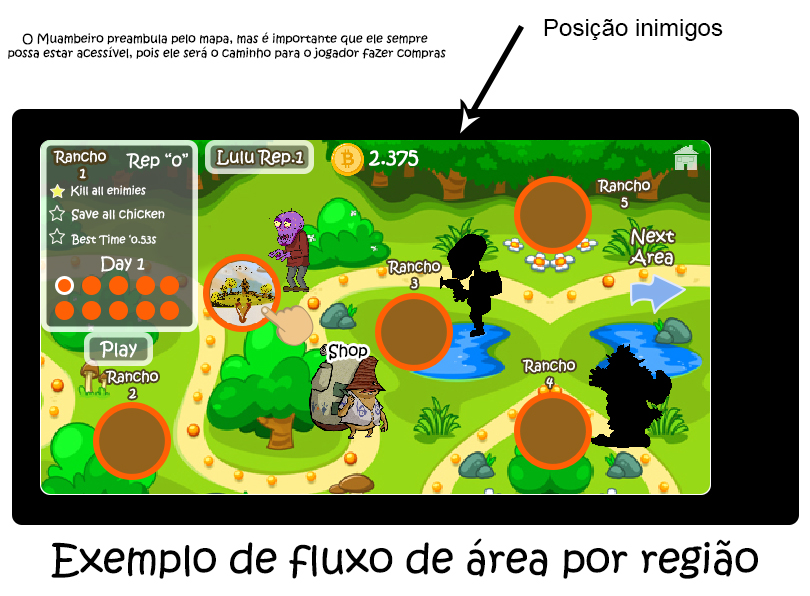 O Muambeiro preambula pelo mapa, mas é importante que ele sempre
possa estar acessível, pois ele será o caminho para o jogador fazer compras
Posição inimigos
Rancho
1
Rep “0”
Kill all enimies
Save all chicken
Best Time '0.53s
Day 1
Play
Lulu Rep.1
2.375
Rancho
5
Next
Area
Rancho
3
Shop
Rancho
2
Rancho
4
Exemplo de fluxo de área por região